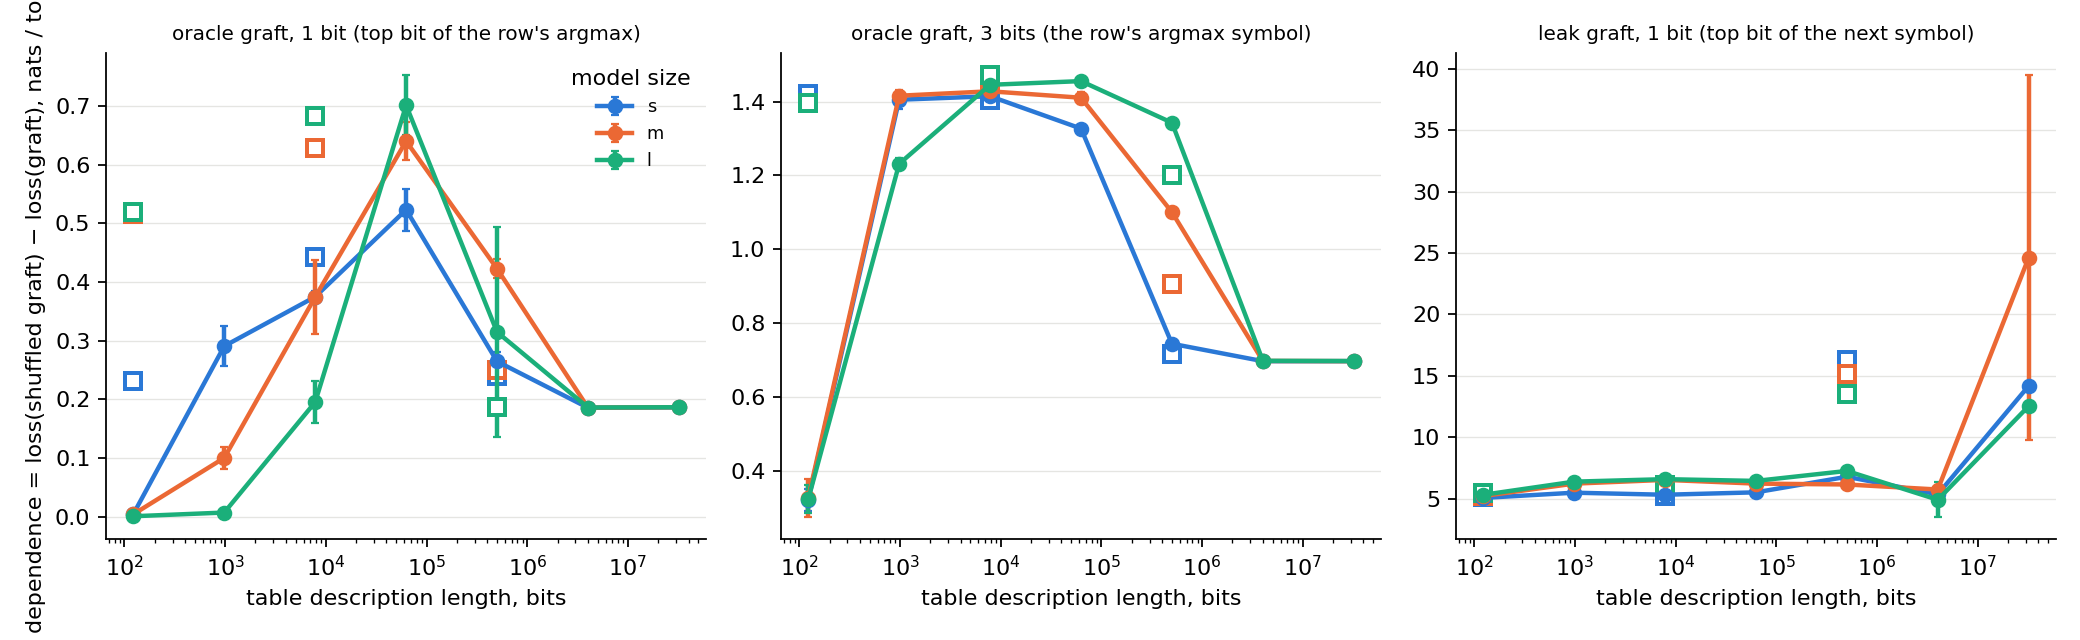 oracle graft, 1 bit (top bit of the row's argmax)
dependence = loss(shuffled graft) − loss(graft), nats /
model size
s
m
l
0.7
0.6
0.5
0.4
0.3
0.2
0.1
0.0
10² 10³ 10⁴ 10⁵ 10⁶ 10⁷
table description length, bits
oracle graft, 3 bits (the row's argmax symbol)
1.4
1.2
1.0
0.8
0.6
0.4
10² 10³ 10⁴ 10⁵ 10⁶ 10⁷
table description length, bits
leak graft, 1 bit (top bit of the next symbol)
40
35
30
25
20
15
10
5
10² 10³ 10⁴ 10⁵ 10⁶ 10⁷
table description length, bits